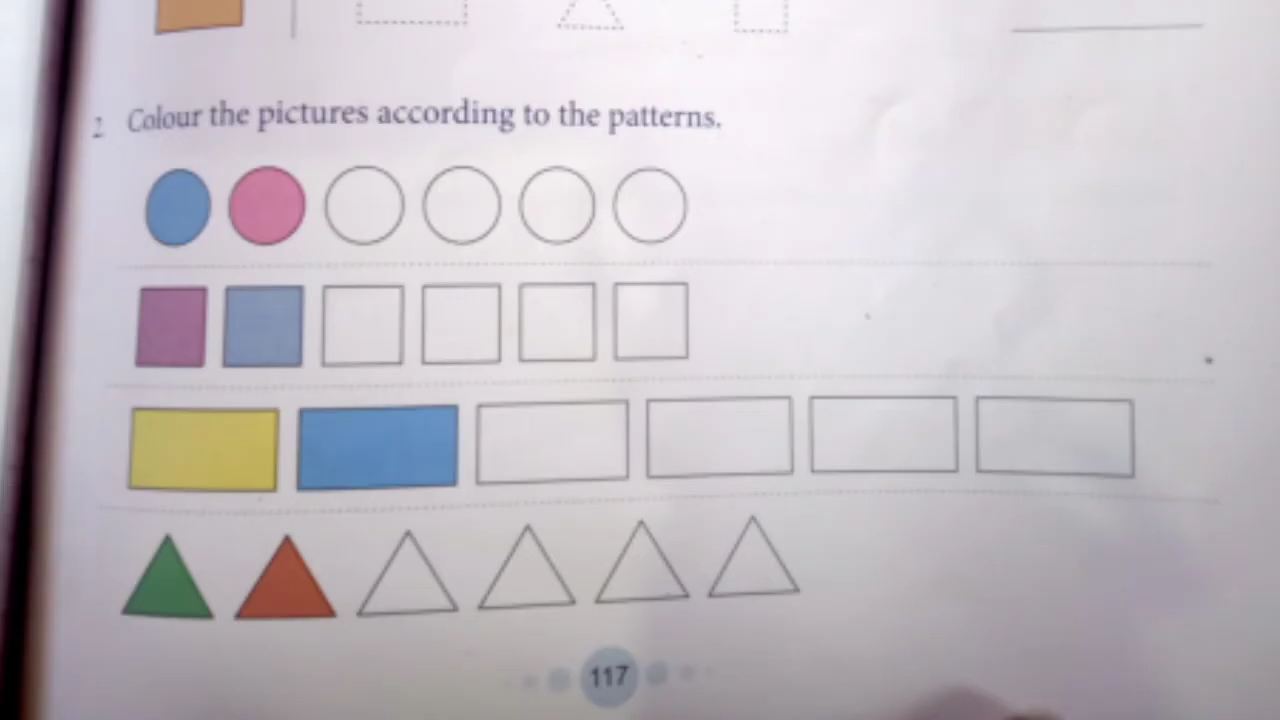 2 Colour the pictures according to the patterns.
117